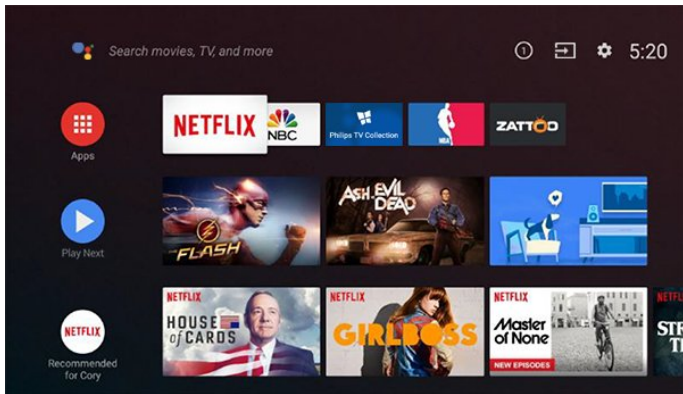 Search movies, TV, and more
1
5:20
Apps
NETFLIX
NBC
Philips TV Collection
NBA
ZATTOO
Play Next
THE
FLASH
ASH VS EVIL
DEAD
NETFLIX
Recommended
for Cory
NETFLIX
HOUSE
of CARDS
NETFLIX
GIRLBOSS
NETFLIX
Master
of None
NEW EPISODES